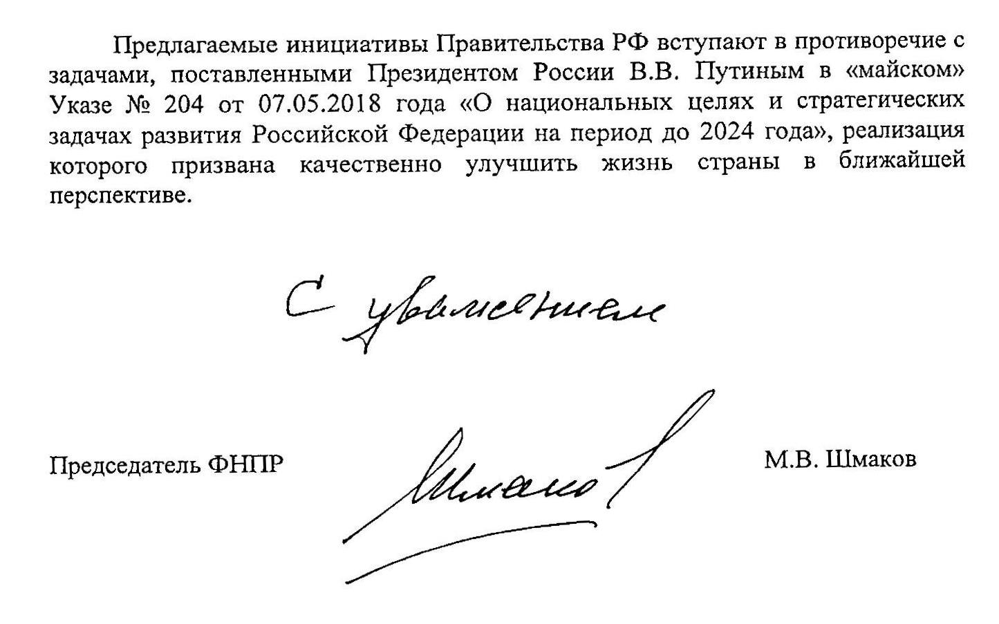 Предлагаемые инициативы Правительства РФ вступают в противоречие с
задачами, поставленными Президентом России В.В. Путиным в «майском»
Указе № 204 от 07.05.2018 года «О национальных целях и стратегических
задачах развития Российской Федерации на период до 2024 года», реализация
которого призвана качественно улучшить жизнь страны в ближайшей
перспективе.
С уважением
Председатель ФНПР Шмаков М.В. Шмаков